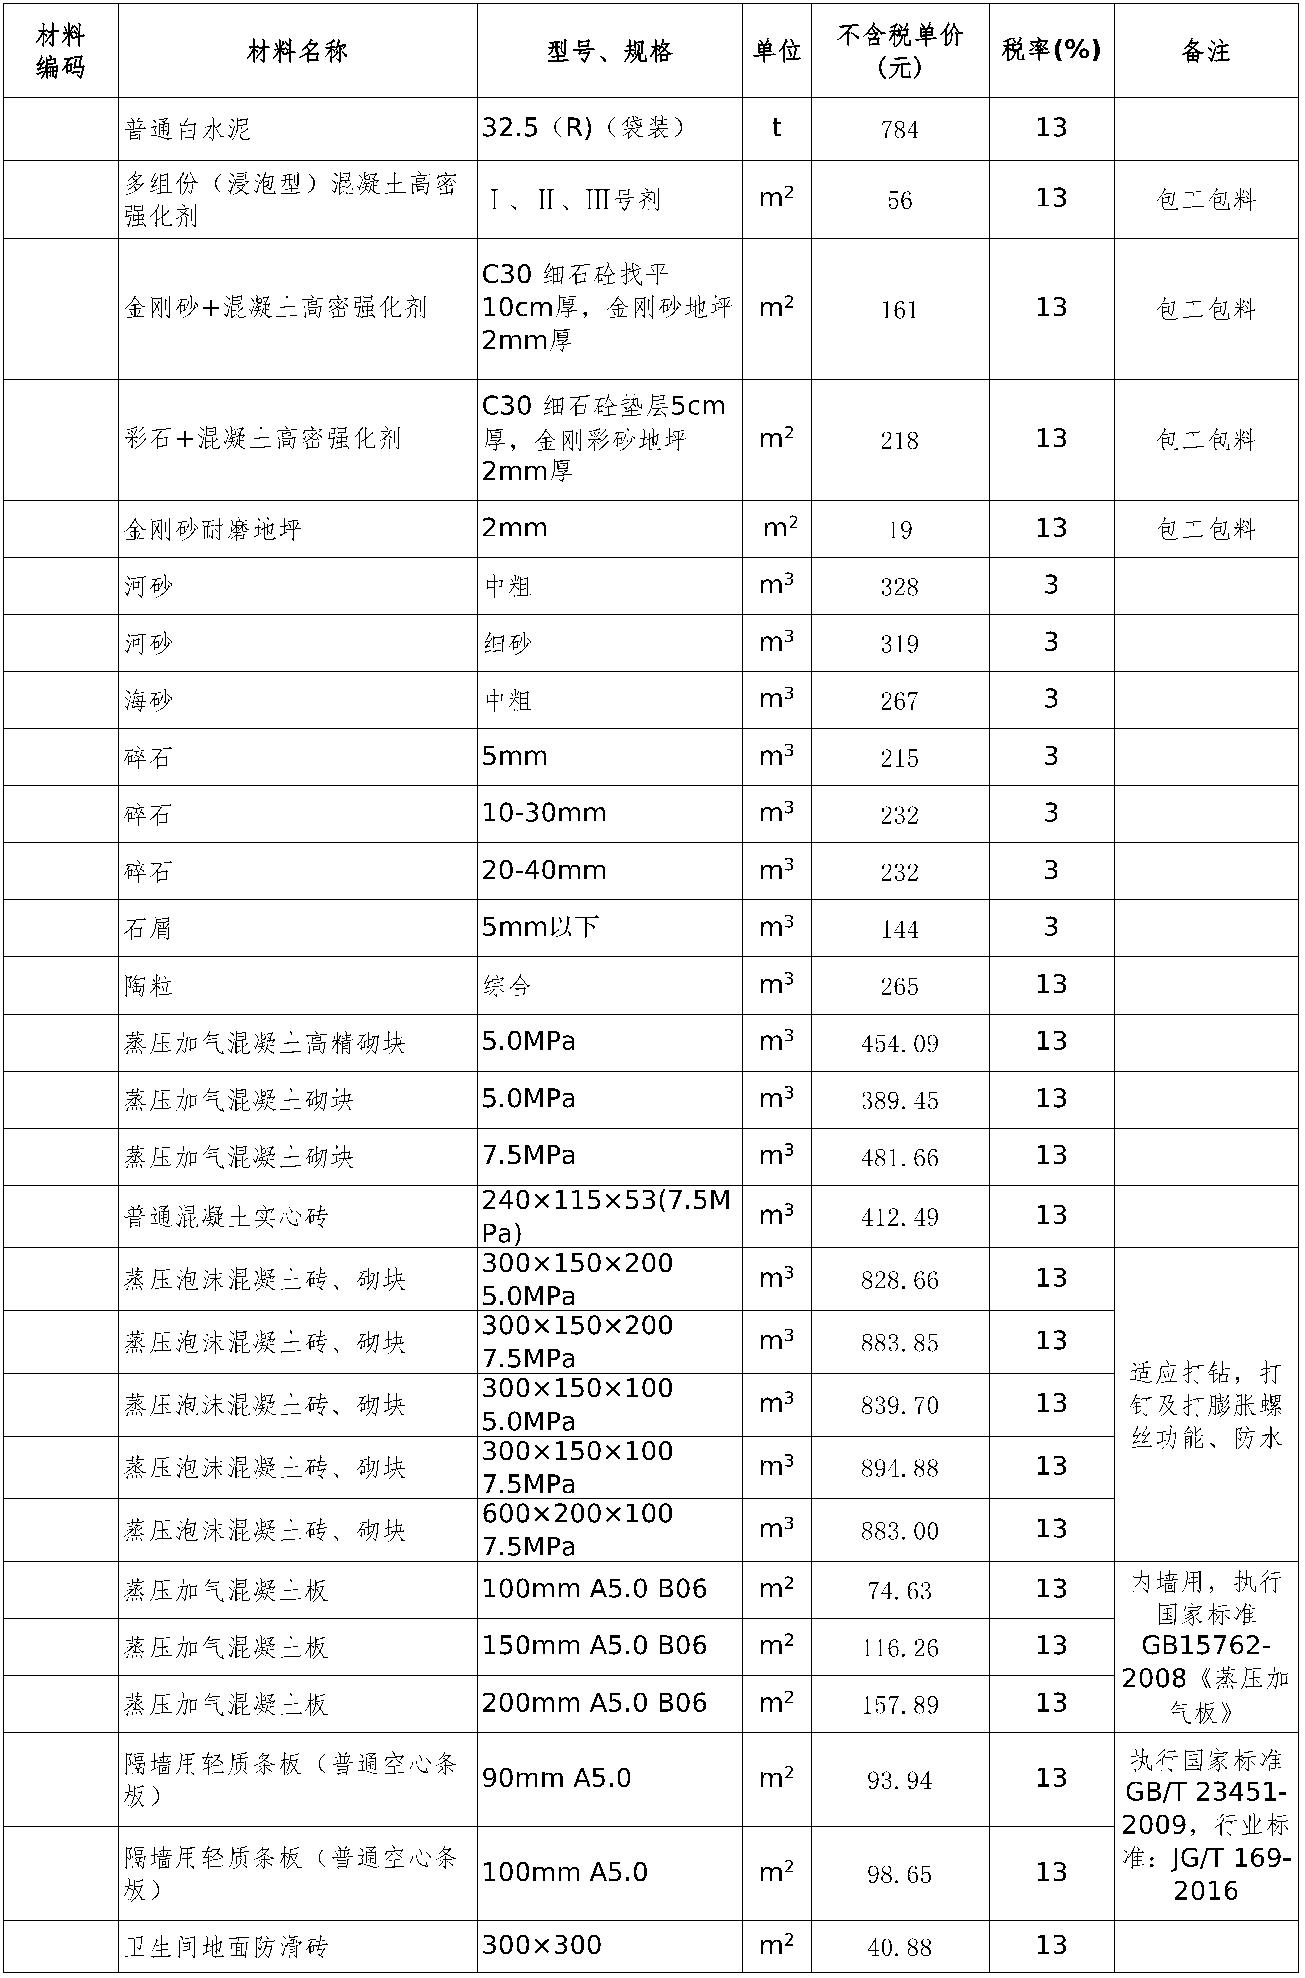 材料
编码
材料名称
型号、规格
单位
不含税单价
(元)
税率(%)
备注
普通白水泥
32.5（R)（袋装）
t
784
13
多组份（浸泡型）混凝土高密
强化剂
Ⅰ、Ⅱ、Ⅲ号剂
m²
56
13
包工包料
金刚砂+混凝土高密强化剂
C30 细石砼找平
10cm厚，金刚砂地坪
2mm厚
m²
161
13
包工包料
彩石+混凝土高密强化剂
C30 细石砼垫层5cm
厚，金刚彩砂地坪
2mm厚
m²
218
13
包工包料
金刚砂耐磨地坪
2mm
m²
19
13
包工包料
河砂
中粗
m³
328
3
河砂
细砂
m³
319
3
海砂
中粗
m³
267
3
碎石
5mm
m³
215
3
碎石
10-30mm
m³
232
3
碎石
20-40mm
m³
232
3
石屑
5mm以下
m³
144
3
陶粒
综合
m³
265
13
蒸压加气混凝土高精砌块
5.0MPa
m³
454.09
13
蒸压加气混凝土砌块
5.0MPa
m³
389.45
13
蒸压加气混凝土砌块
7.5MPa
m³
481.66
13
普通混凝土实心砖
240×115×53(7.5M
Pa)
m³
412.49
13
蒸压泡沫混凝土砖、砌块
300×150×200
5.0MPa
m³
828.66
13
蒸压泡沫混凝土砖、砌块
300×150×200
7.5MPa
m³
883.85
13
蒸压泡沫混凝土砖、砌块
300×150×100
5.0MPa
m³
839.70
13
蒸压泡沫混凝土砖、砌块
300×150×100
7.5MPa
m³
894.88
13
蒸压泡沫混凝土砖、砌块
600×200×100
7.5MPa
m³
883.00
13
适应打钻，打
钉及打膨胀螺
丝功能、防水
蒸压加气混凝土板
100mm A5.0 B06
m²
74.63
13
蒸压加气混凝土板
150mm A5.0 B06
m²
116.26
13
蒸压加气混凝土板
200mm A5.0 B06
m²
157.89
13
内墙用，执行
国家标准
GB15762-
2008《蒸压加
气板》
隔墙用轻质条板（普通空心条
板）
90mm A5.0
m²
93.94
13
隔墙用轻质条板（普通空心条
板）
100mm A5.0
m²
98.65
13
执行国家标准
GB/T 23451-
2009，行业标
准：JG/T 169-
2016
卫生间地面防滑砖
300×300
m²
40.88
13